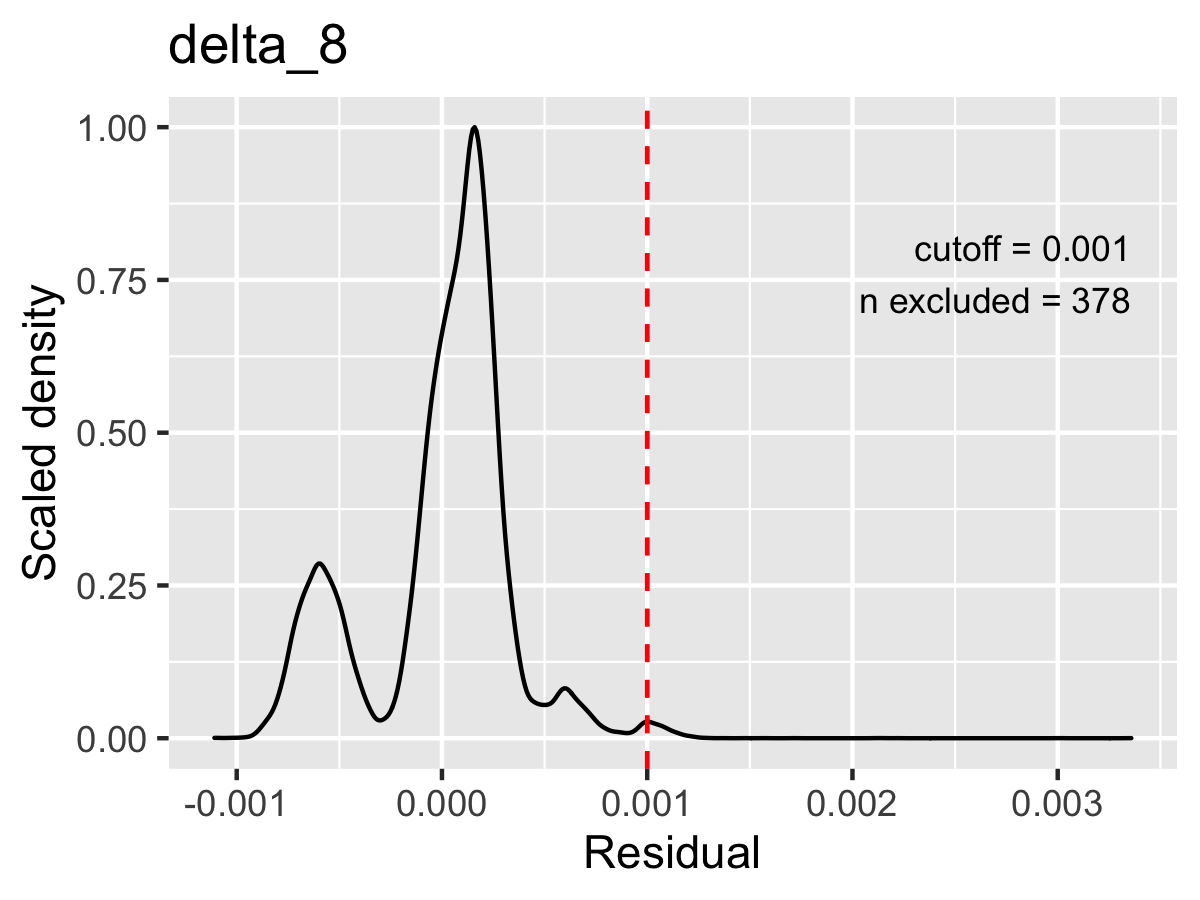 delta_8
1.00
0.75
0.50
0.25
0.00
Scaled density
cutoff = 0.001
n excluded = 378
-0.001 0.000 0.001 0.002 0.003
Residual